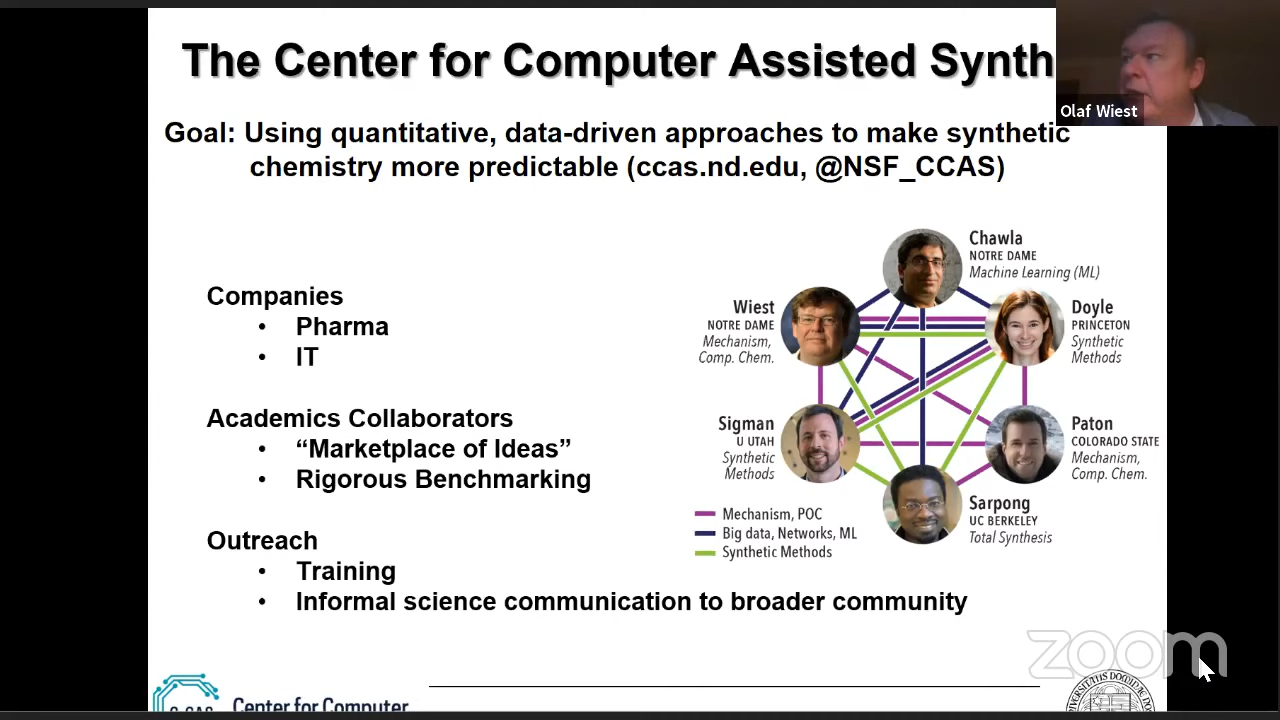 The Center for Computer Assisted Synth
Olaf Wiest
Goal: Using quantitative, data-driven approaches to make synthetic
chemistry more predictable (ccas.nd.edu, @NSF_CCAS)
Companies
• Pharma
• IT
Academics Collaborators
• “Marketplace of Ideas”
• Rigorous Benchmarking
Outreach
• Training
• Informal science communication to broader community
Chawla
NOTRE DAME
Machine Learning (ML)
Wiest
NOTRE DAME
Mechanism,
Comp. Chem.
Doyle
PRINCETON
Synthetic
Methods
Sigman
U UTAH
Synthetic
Methods
Paton
COLORADO STATE
Mechanism,
Comp. Chem.
Sarpong
UC BERKELEY
Total Synthesis
Mechanism, POC
Big data, Networks, ML
Synthetic Methods
zoom
Center for Computer